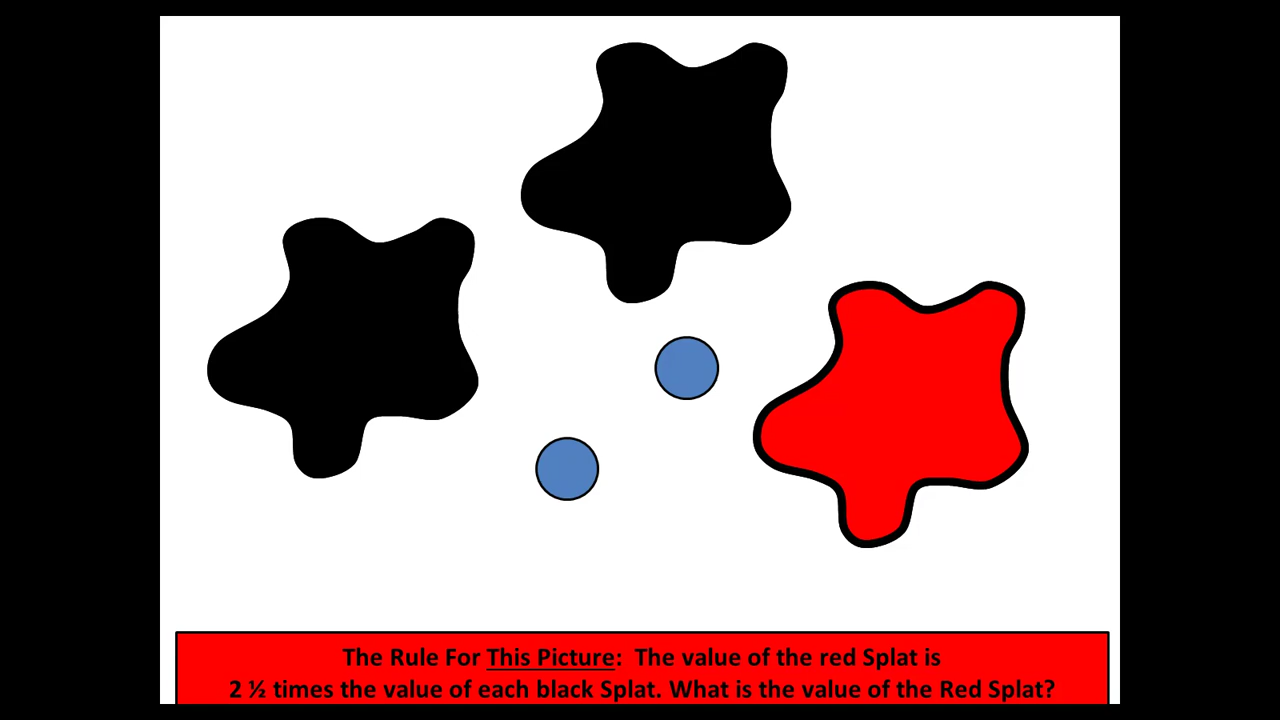 The Rule For This Picture:  The value of the red Splat is
2 ½ times the value of each black Splat. What is the value of the Red Splat?